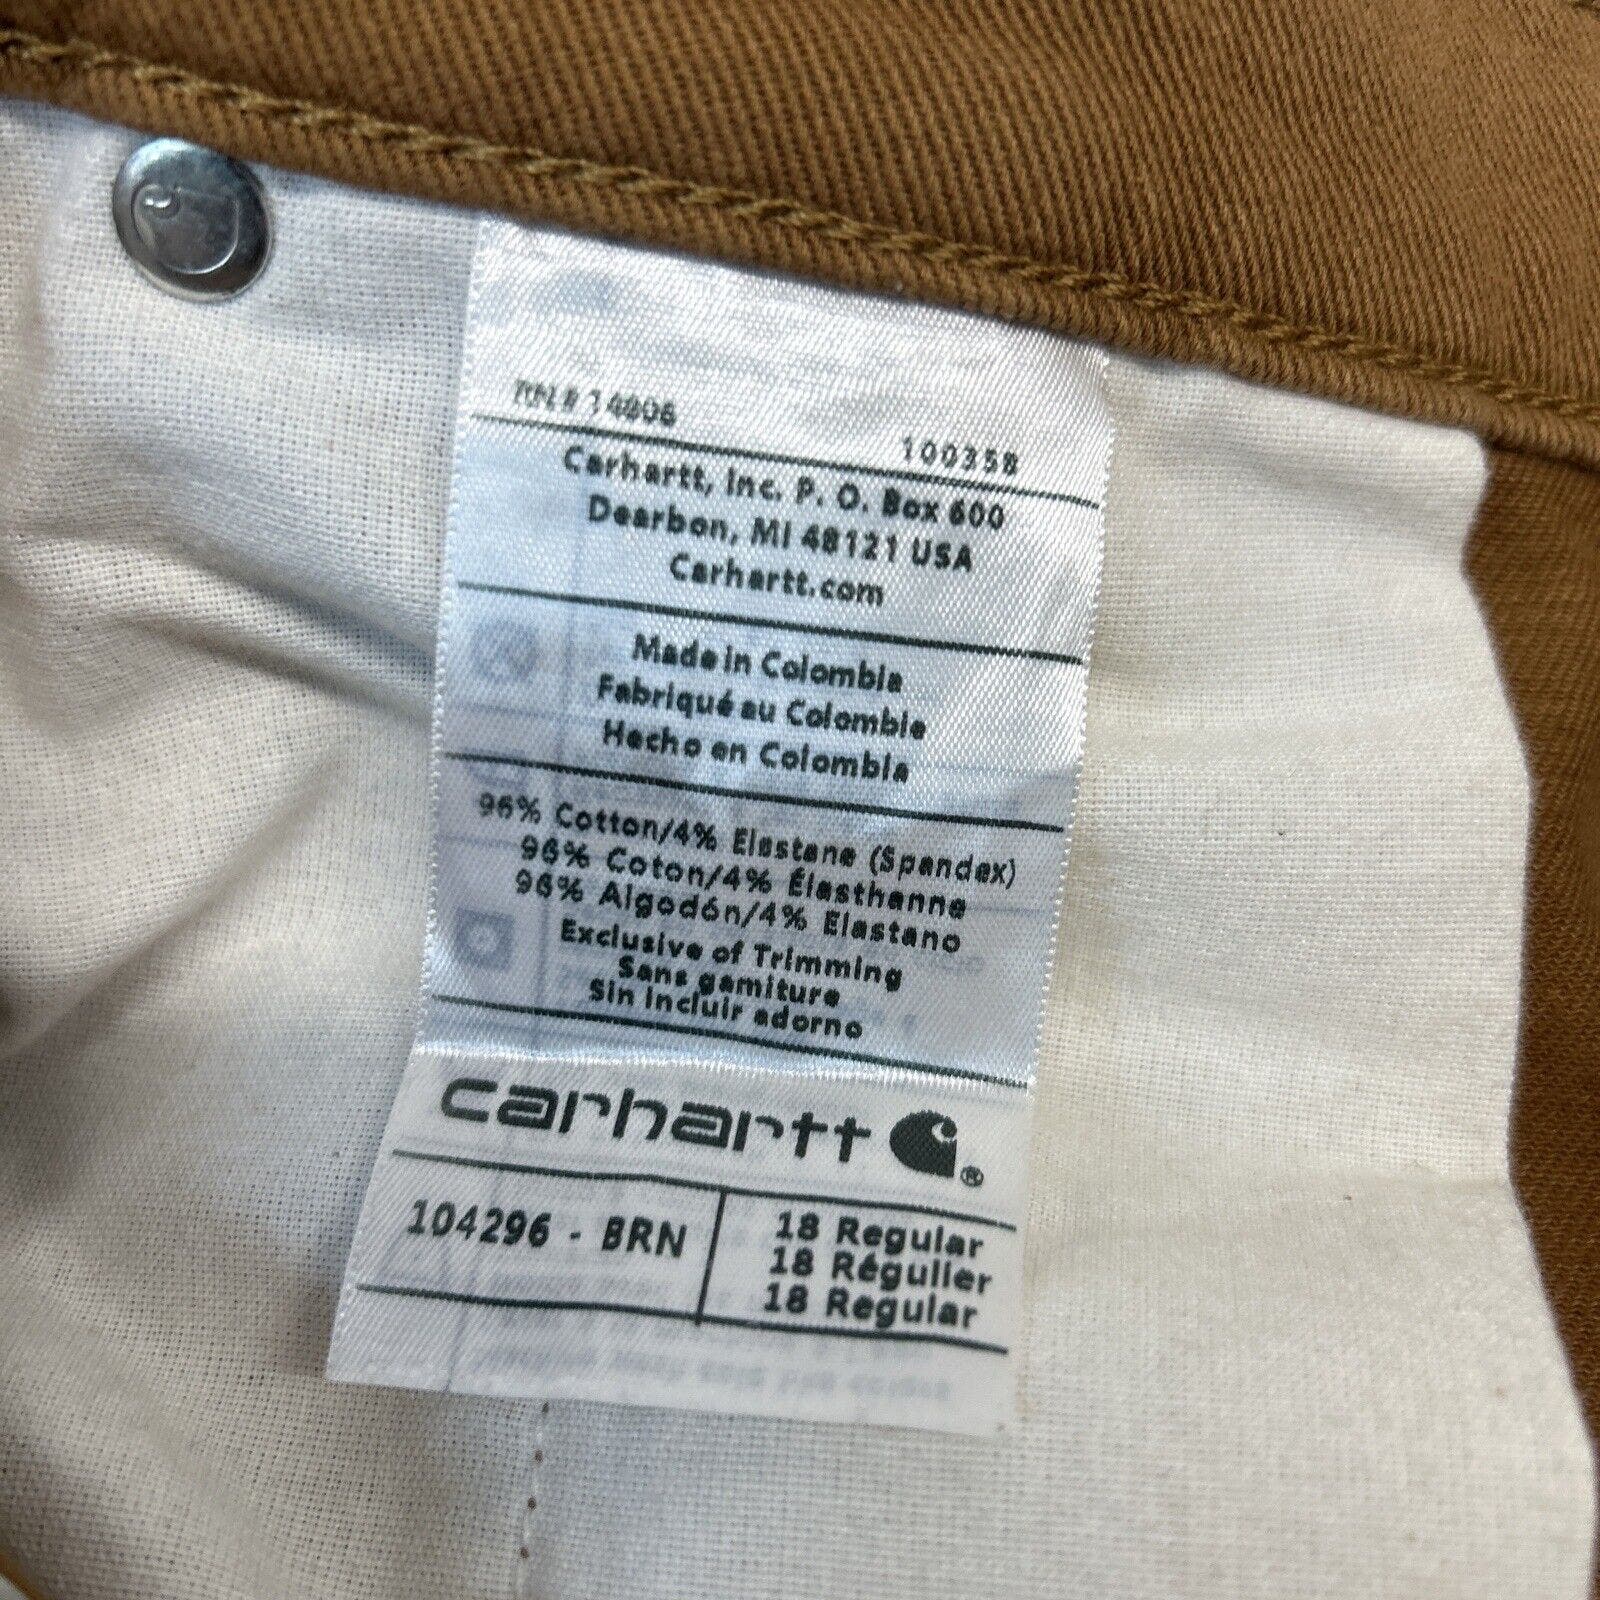 RN# 14806
100358
Carhartt, Inc. P. O. Box 600
Dearbon, MI 48121 USA
Carhartt.com
Made in Colombia
Fabriqué au Colombie
Hecho en Colombia
96% Cotton/4% Elastane (Spandex)
96% Coton/4% Élasthanne
96% Algodón/4% Elastano
Exclusive of Trimming
Sans garniture
Sin incluir adorno
carhartt ®
104296 - BRN
18 Regular
18 Régulier
18 Regular